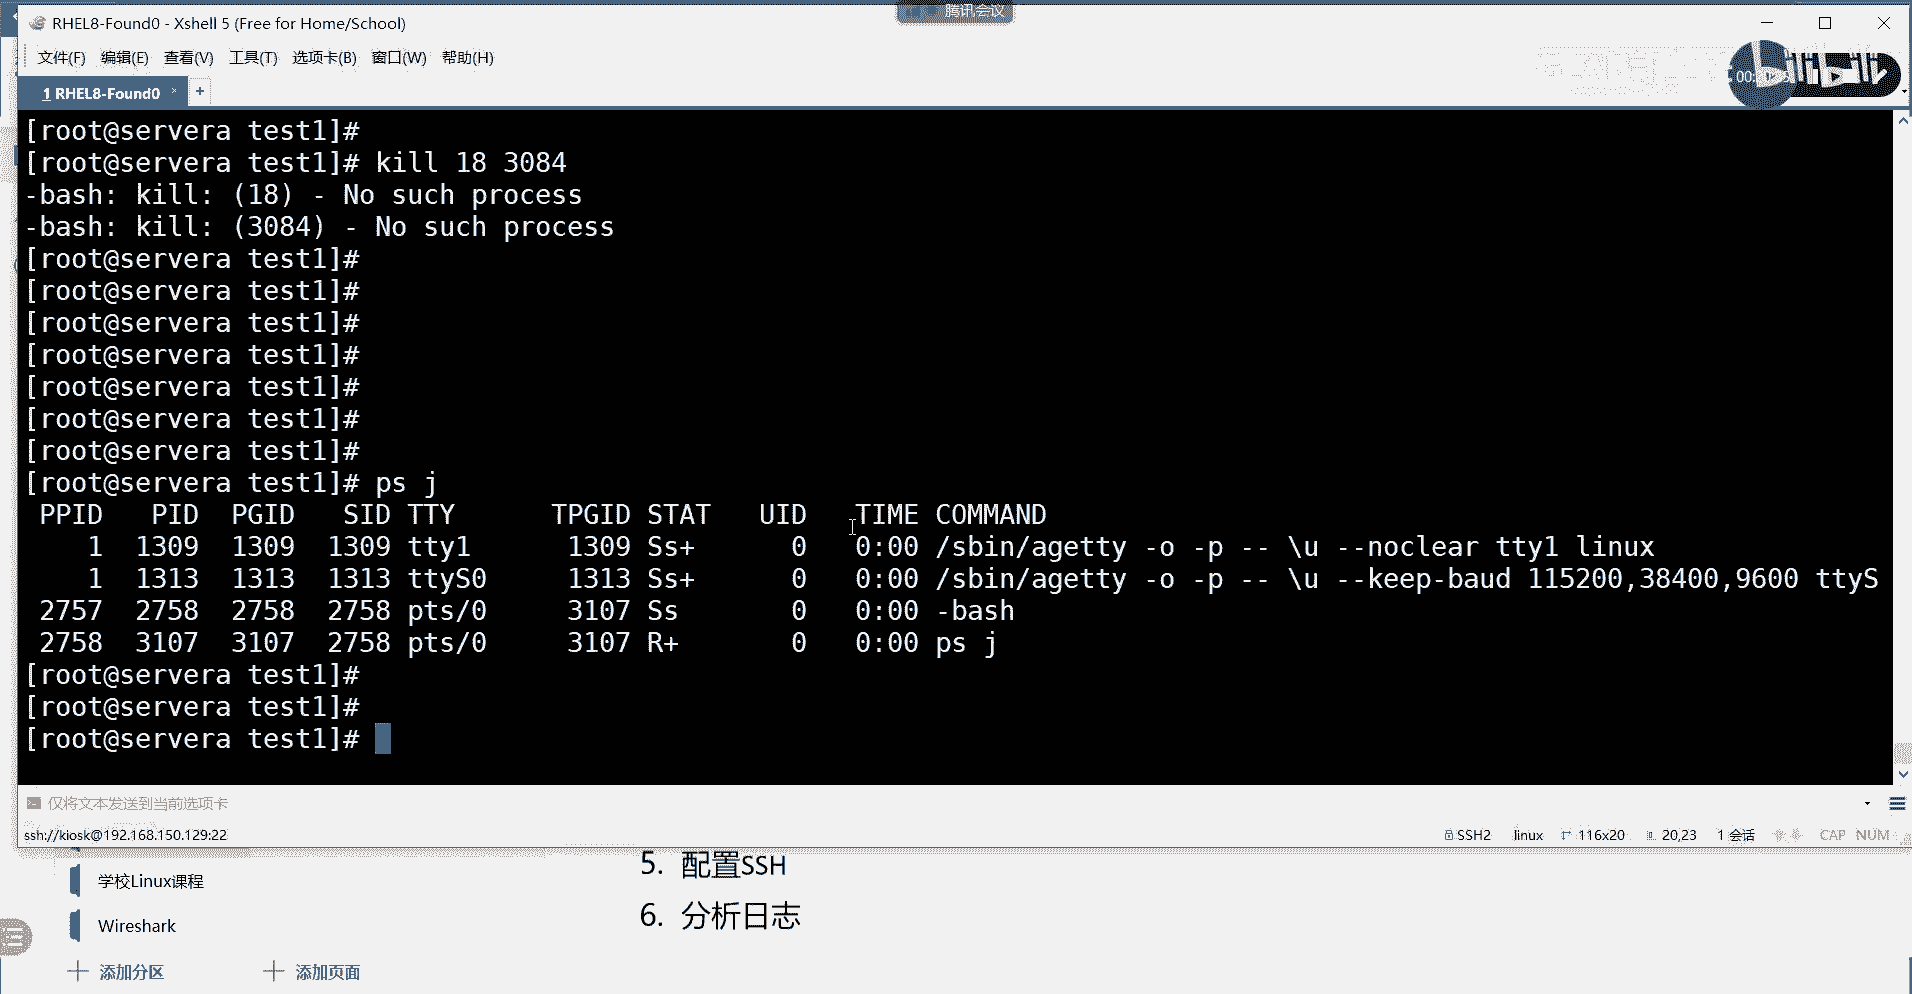 腾讯会议
RHEL8-Found0 - Xshell 5 (Free for Home/School)
文件(F) 编辑(E) 查看(V) 工具(T) 选项卡(B) 窗口(W) 帮助(H)
1 RHEL8-Found0 × +
[root@servera test1]#
[root@servera test1]# kill 18 3084
-bash: kill: (18) - No such process
-bash: kill: (3084) - No such process
[root@servera test1]#
[root@servera test1]#
[root@servera test1]#
[root@servera test1]#
[root@servera test1]#
[root@servera test1]#
[root@servera test1]#
[root@servera test1]# ps j
PPID PID PGID SID TTY TPGID STAT UID TIME COMMAND
1 1309 1309 1309 tty1 1309 Ss+ 0 0:00 /sbin/agetty -o -p -- \u --noclear tty1 linux
1 1313 1313 1313 ttyS0 1313 Ss+ 0 0:00 /sbin/agetty -o -p -- \u --keep-baud 115200,38400,9600 ttyS
2757 2758 2758 2758 pts/0 3107 Ss 0 0:00 -bash
2758 3107 3107 2758 pts/0 3107 R+ 0 0:00 ps j
[root@servera test1]#
[root@servera test1]#
[root@servera test1]#
仅将文本发送到当前选项卡
ssh://kiosk@192.168.150.129:22 SSH2 linux 116x20 20,23 1 会话 CAP NUM
5. 配置SSH
学校Linux课程
6. 分析日志
Wireshark
添加分区 添加页面